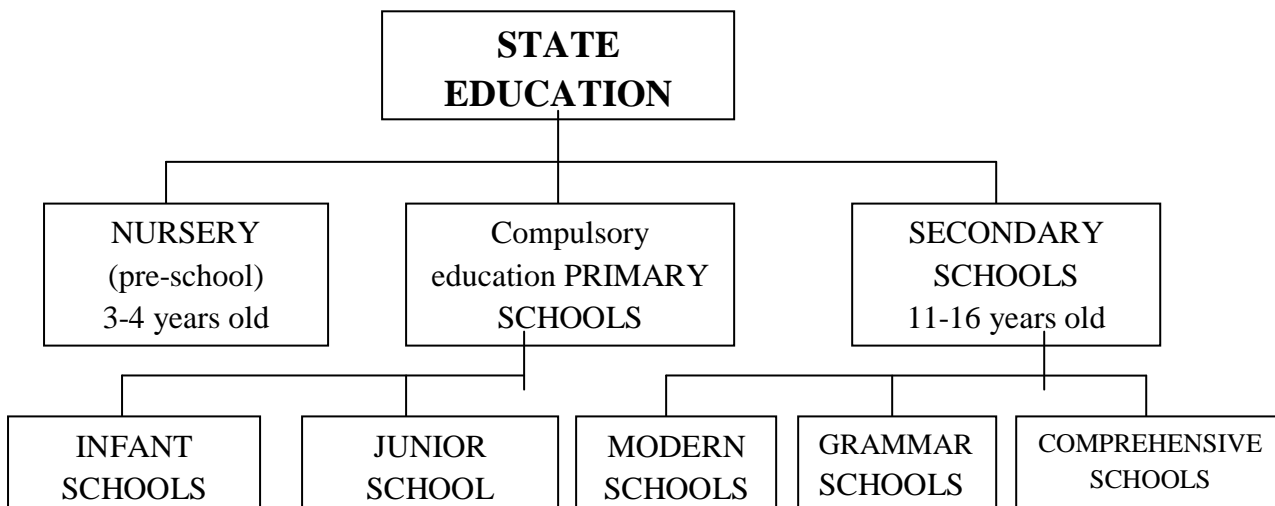 STATE
EDUCATION
NURSERY
(pre-school)
3-4 years old
Compulsory
education PRIMARY
SCHOOLS
SECONDARY
SCHOOLS
11-16 years old
INFANT
SCHOOLS
JUNIOR
SCHOOL
MODERN
SCHOOLS
GRAMMAR
SCHOOLS
COMPREHENSIVE
SCHOOLS